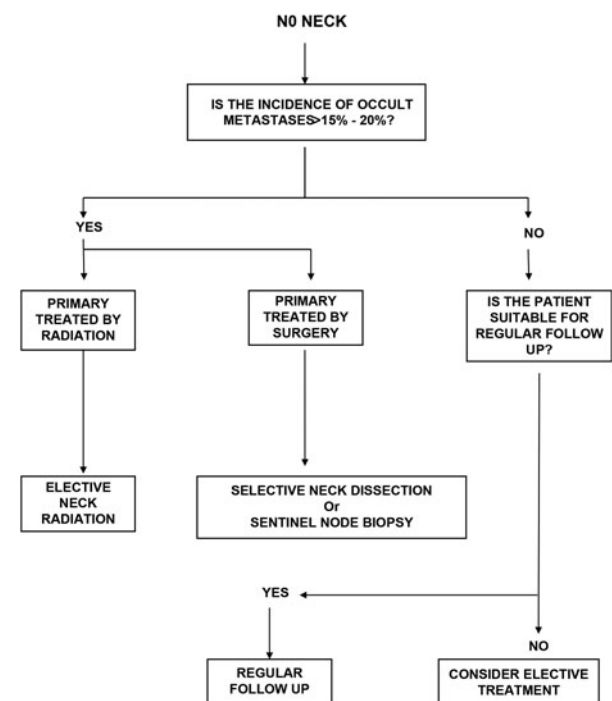 N0 NECK
IS THE INCIDENCE OF OCCULT
METASTASES>15% - 20%?
YES
NO
PRIMARY
TREATED BY
RADIATION
PRIMARY
TREATED BY
SURGERY
IS THE PATIENT
SUITABLE FOR
REGULAR FOLLOW
UP?
ELECTIVE
NECK
RADIATION
SELECTIVE NECK DISSECTION
Or
SENTINEL NODE BIOPSY
YES
NO
REGULAR
FOLLOW UP
CONSIDER ELECTIVE
TREATMENT